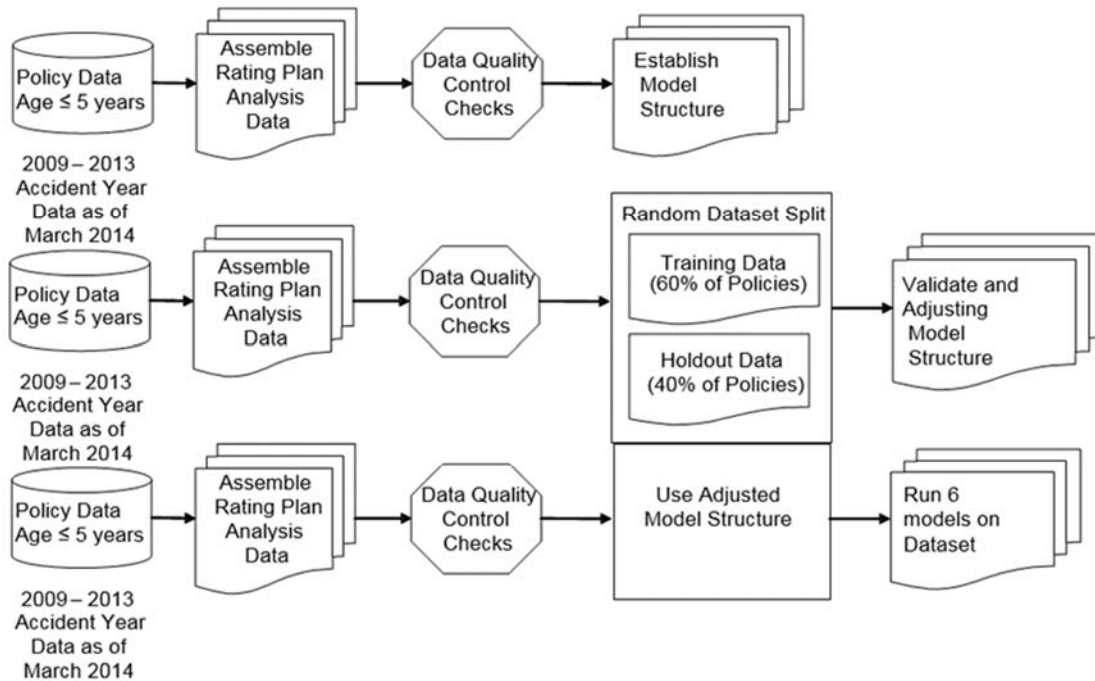 Policy Data
Age ≤ 5 years
2009 – 2013
Accident Year
Data as of
March 2014
Assemble
Rating Plan
Analysis
Data
Data Quality
Control
Checks
Establish
Model
Structure
Policy Data
Age ≤ 5 years
2009 – 2013
Accident Year
Data as of
March 2014
Assemble
Rating Plan
Analysis
Data
Data Quality
Control
Checks
Random Dataset Split
Training Data
(60% of Policies)
Holdout Data
(40% of Policies)
Validate and
Adjusting
Model
Structure
Policy Data
Age ≤ 5 years
2009 – 2013
Accident Year
Data as of
March 2014
Assemble
Rating Plan
Analysis
Data
Data Quality
Control
Checks
Use Adjusted
Model Structure
Run 6
models on
Dataset